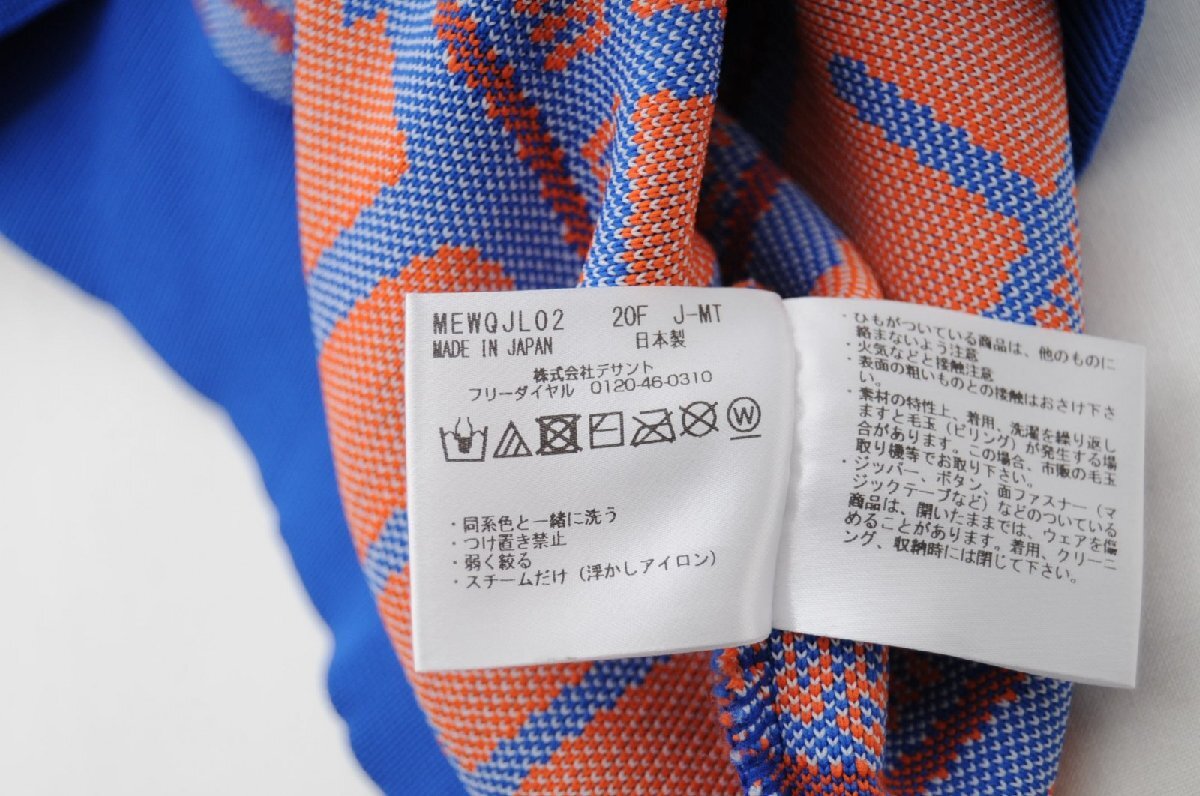 MEWQJL02 20F J-MT
MADE IN JAPAN 日本製
株式会社デサント
フリーダイヤル 0120-46-0310
W
・同系色と一緒に洗う
・つけ置き禁止
・弱く絞る
・スチームだけ（浮かしアイロン）
・ひもがついている商品は、他のものに
絡まないよう注意
・火気などと接触注意
・表面の粗いものとの接触はおさけ下さ
い。
・素材の特性上、着用、洗濯を繰り返し
ますと毛玉（ピリング）が発生する場
合があります。この場合、市販の毛玉
取り機等でお取り下さい。
・ジッパー、ボタン、面ファスナー（マ
ジックテープなど）などのついている
商品は、開いたままでは、ウェアを傷
めることがあります。着用、クリーニ
ング、収納時には閉じて下さい。